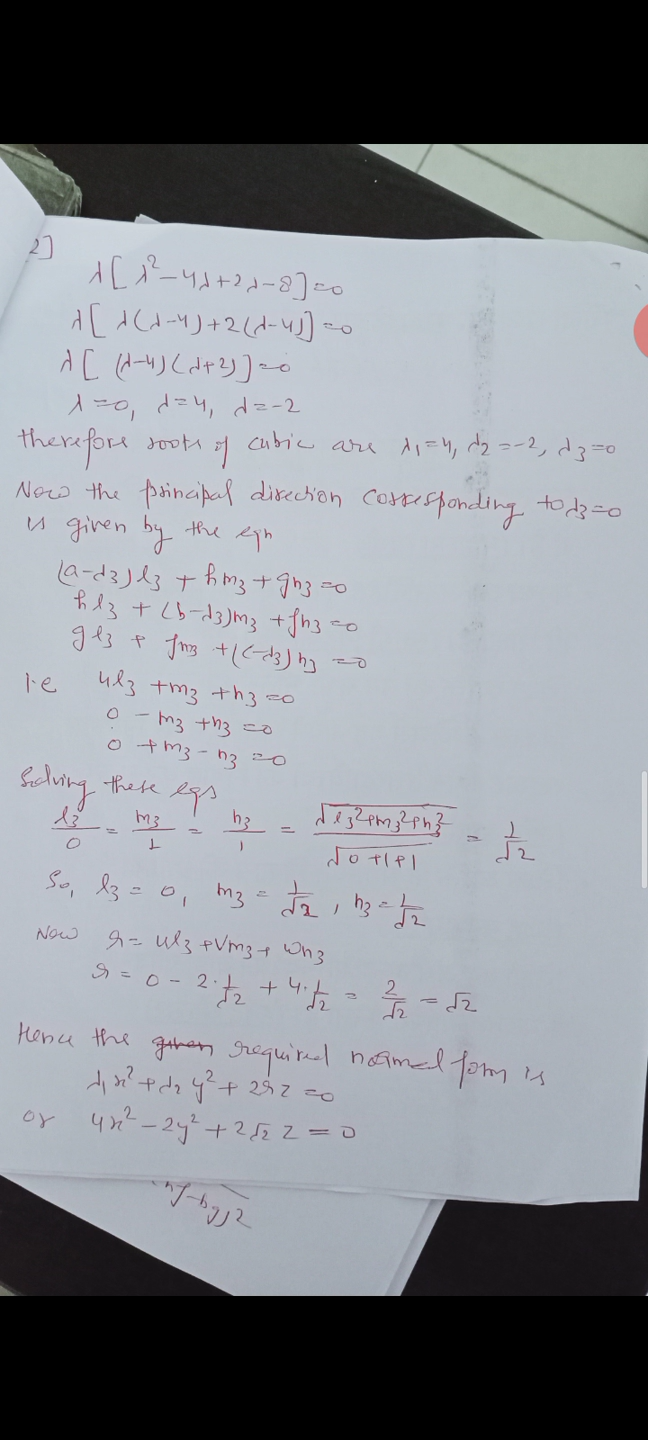 2]
λ[λ²-4λ+2λ-8]=0
λ[λ(λ-4)+2(λ-4)]=0
λ[(λ-4)(λ+2)]=0
λ=0, λ=4, λ=-2
therefore roots of cubic are λ₁=4, λ₂=-2, λ₃=0
Now the principal direction corresponding to λ₃=0
is given by the eqn
(a-λ₃)l₃ + hm₃ + gn₃=0
hl₃ + (b-λ₃)m₃ + fn₃=0
gl₃ + fm₃ + (c-λ₃)n₃=0
i.e 4l₃ +m₃ +n₃=0
0 - m₃ +n₃=0
0 +m₃ - n₃=0
Solving these eqs
l₃/0 = m₃/1 = n₃/1 = √(l₃²+m₃²+n₃²)/√(0+1+1) = 1/√2
So, l₃ = 0, m₃ = 1/√2, n₃ = 1/√2
Now r = ul₃+vm₃+wn₃
r = 0 - 2·1/√2 + 4·1/√2 = 2/√2 = √2
Hence the given required normal form is
λ₁x²+λ₂y²+2rz=0
or 4x²-2y²+2√2 z=0